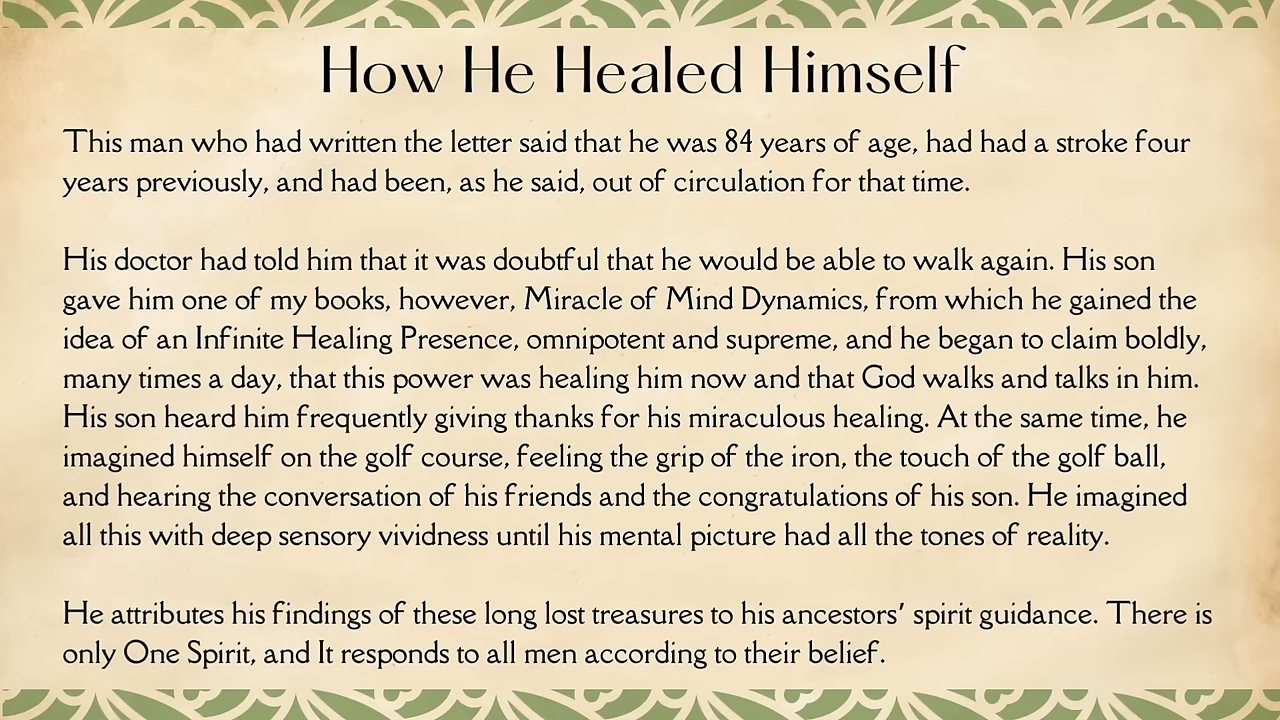 How He Healed Himself
This man who had written the letter said that he was 84 years of age, had had a stroke four
years previously, and had been, as he said, out of circulation for that time.
His doctor had told him that it was doubtful that he would be able to walk again. His son
gave him one of my books, however, Miracle of Mind Dynamics, from which he gained the
idea of an Infinite Healing Presence, omnipotent and supreme, and he began to claim boldly,
many times a day, that this power was healing him now and that God walks and talks in him.
His son heard him frequently giving thanks for his miraculous healing. At the same time, he
imagined himself on the golf course, feeling the grip of the iron, the touch of the golf ball,
and hearing the conversation of his friends and the congratulations of his son. He imagined
all this with deep sensory vividness until his mental picture had all the tones of reality.
He attributes his findings of these long lost treasures to his ancestors' spirit guidance. There is
only One Spirit, and It responds to all men according to their belief.